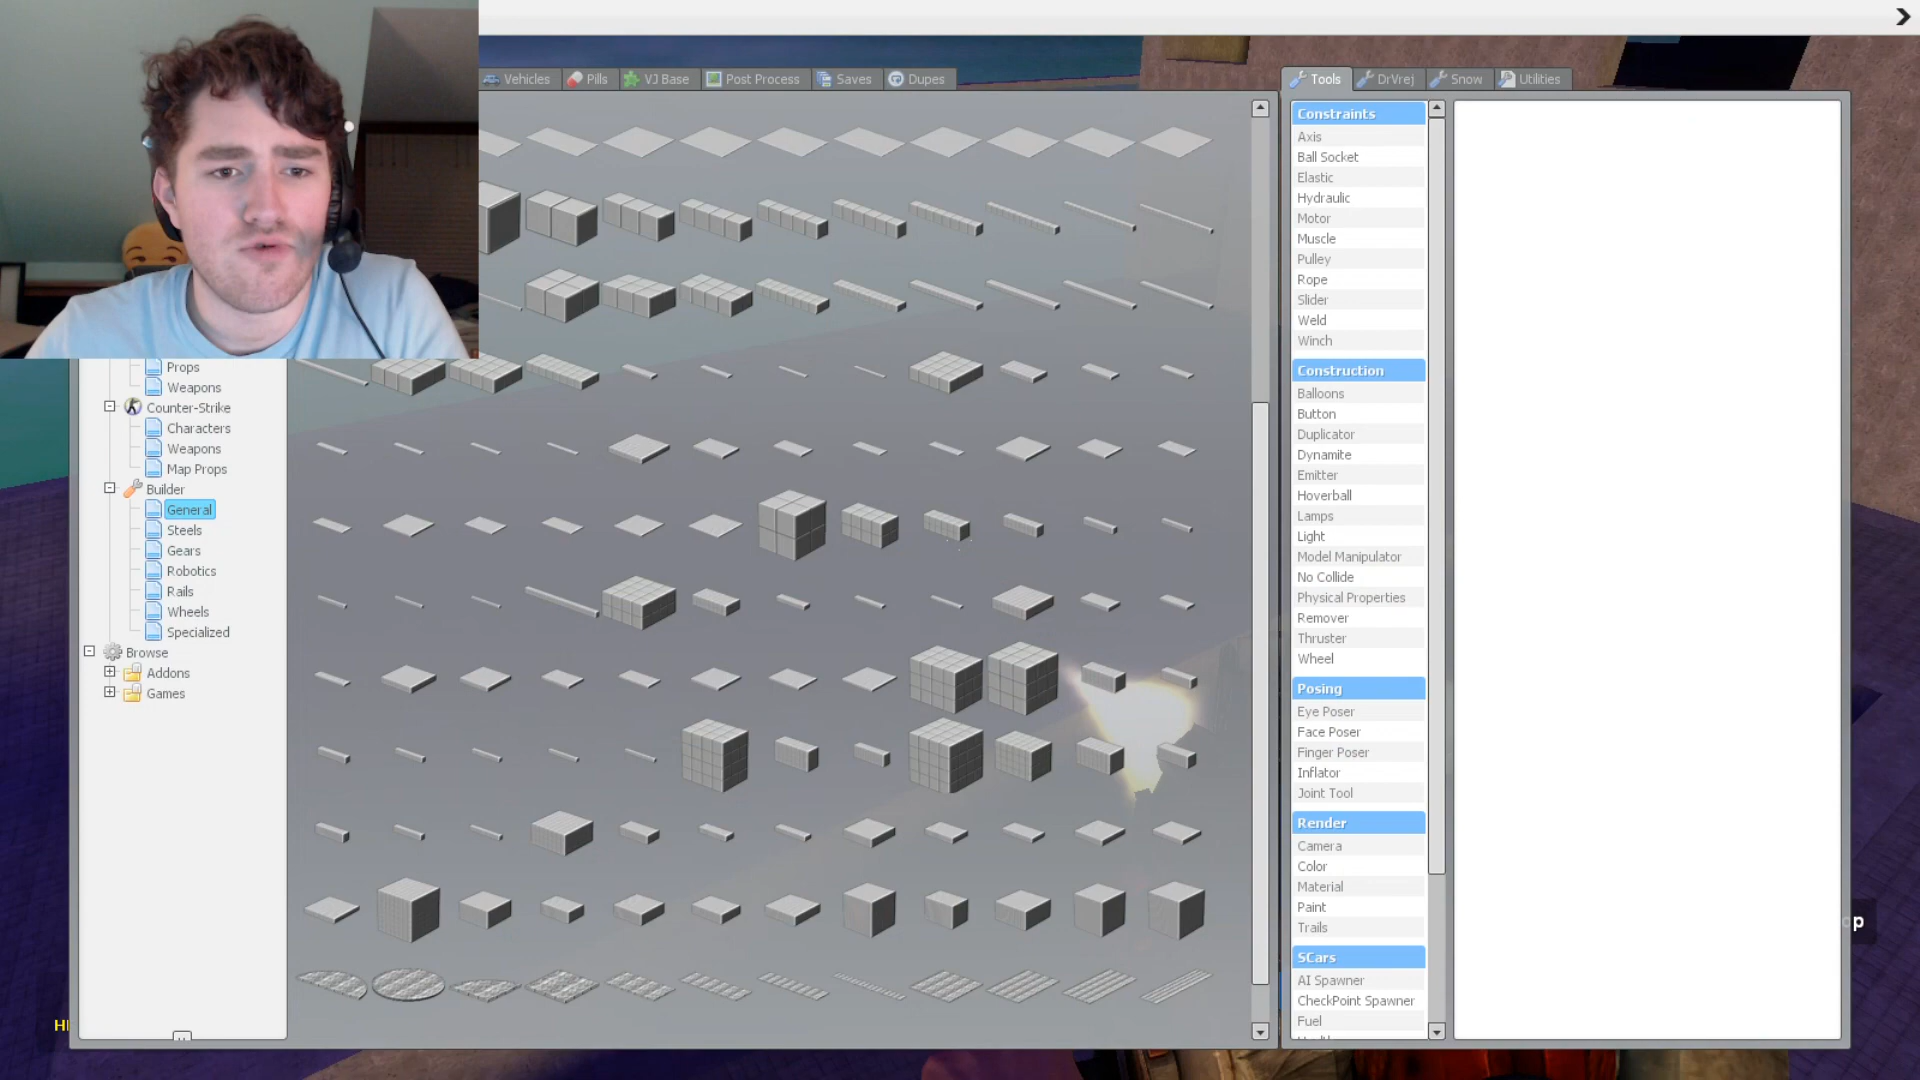 Vehicles Pills VJ Base Post Process Saves Dupes
Tools DrVrej Snow Utilities
Props
Weapons
Counter-Strike
Characters
Weapons
Map Props
Builder
General
Steels
Gears
Robotics
Rails
Wheels
Specialized
Browse
Addons
Games
Constraints
Axis
Ball Socket
Elastic
Hydraulic
Motor
Muscle
Pulley
Rope
Slider
Weld
Winch
Construction
Balloons
Button
Duplicator
Dynamite
Emitter
Hoverball
Lamps
Light
Model Manipulator
No Collide
Physical Properties
Remover
Thruster
Wheel
Posing
Eye Poser
Face Poser
Finger Poser
Inflator
Joint Tool
Render
Camera
Color
Material
Paint
Trails
SCars
AI Spawner
CheckPoint Spawner
Fuel